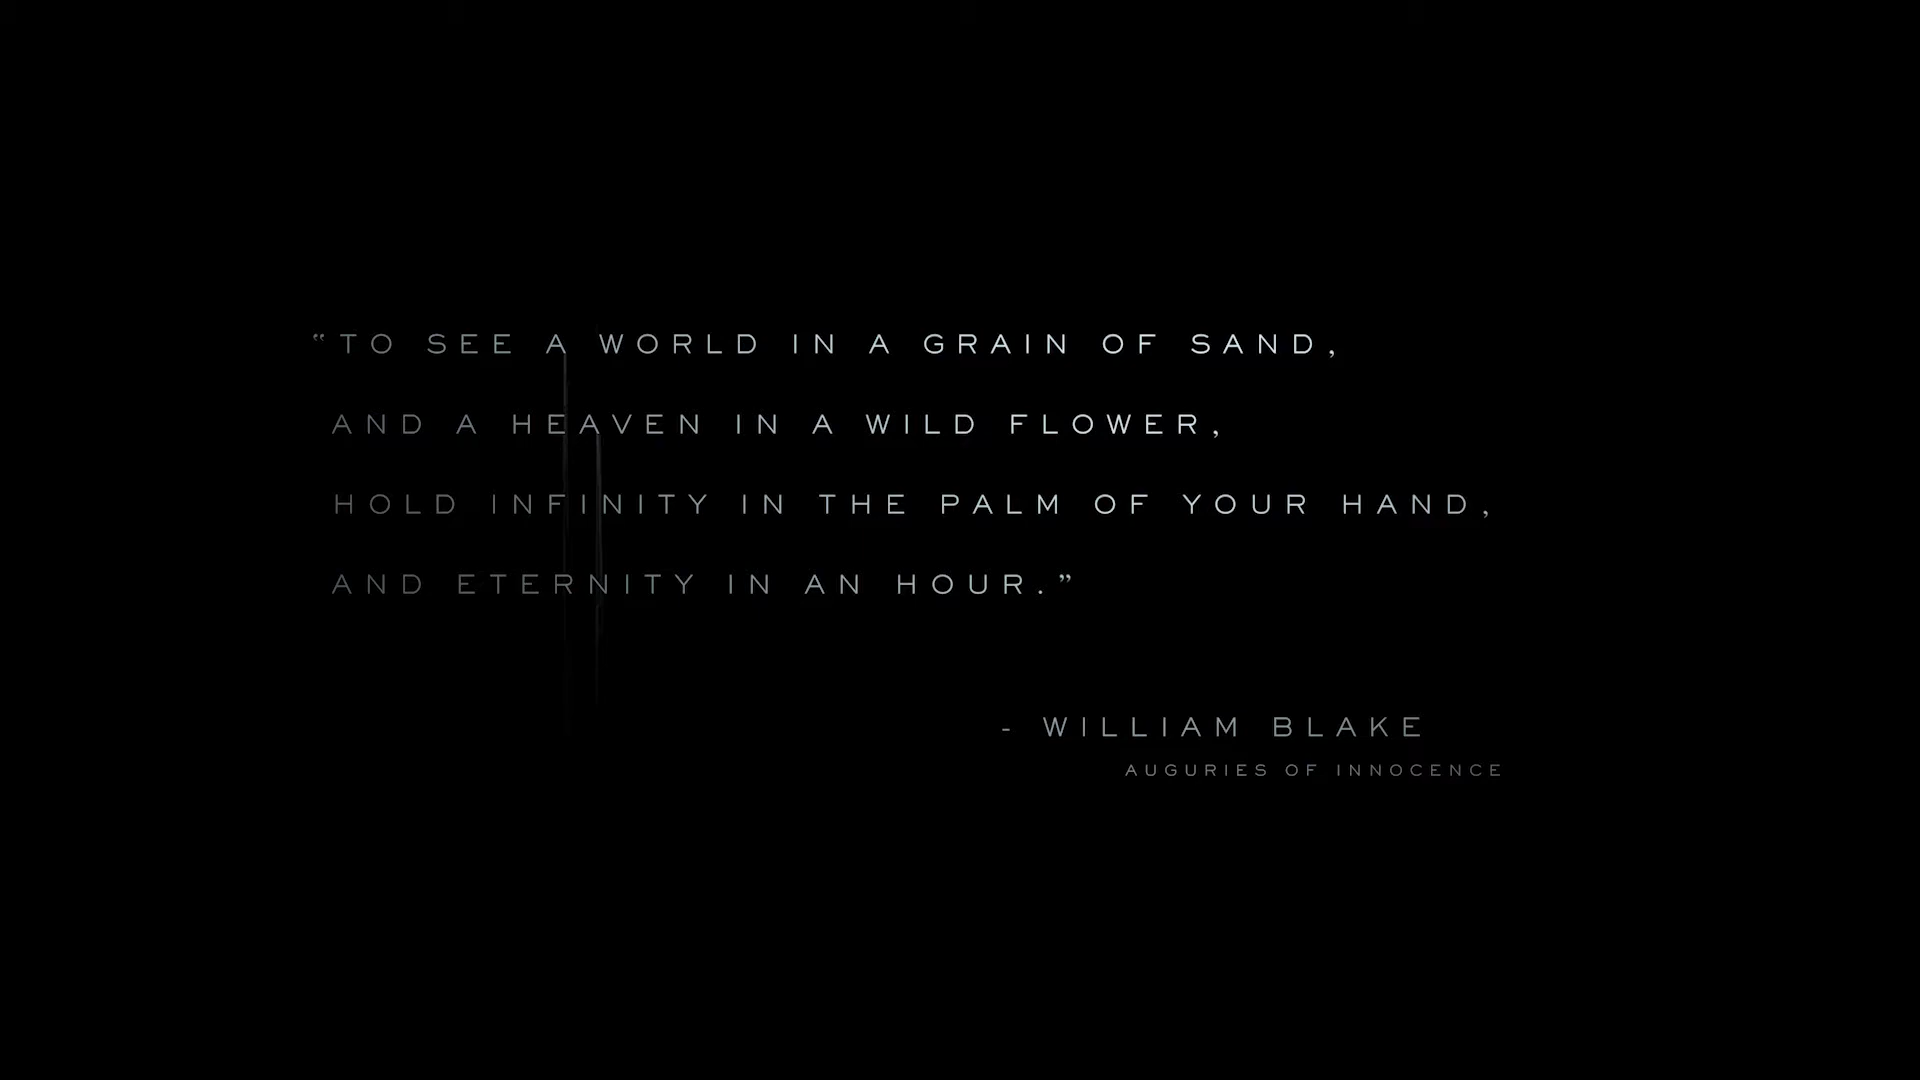 “TO SEE A WORLD IN A GRAIN OF SAND,
AND A HEAVEN IN A WILD FLOWER,
HOLD INFINITY IN THE PALM OF YOUR HAND,
AND ETERNITY IN AN HOUR.”
- WILLIAM BLAKE
AUGURIES OF INNOCENCE